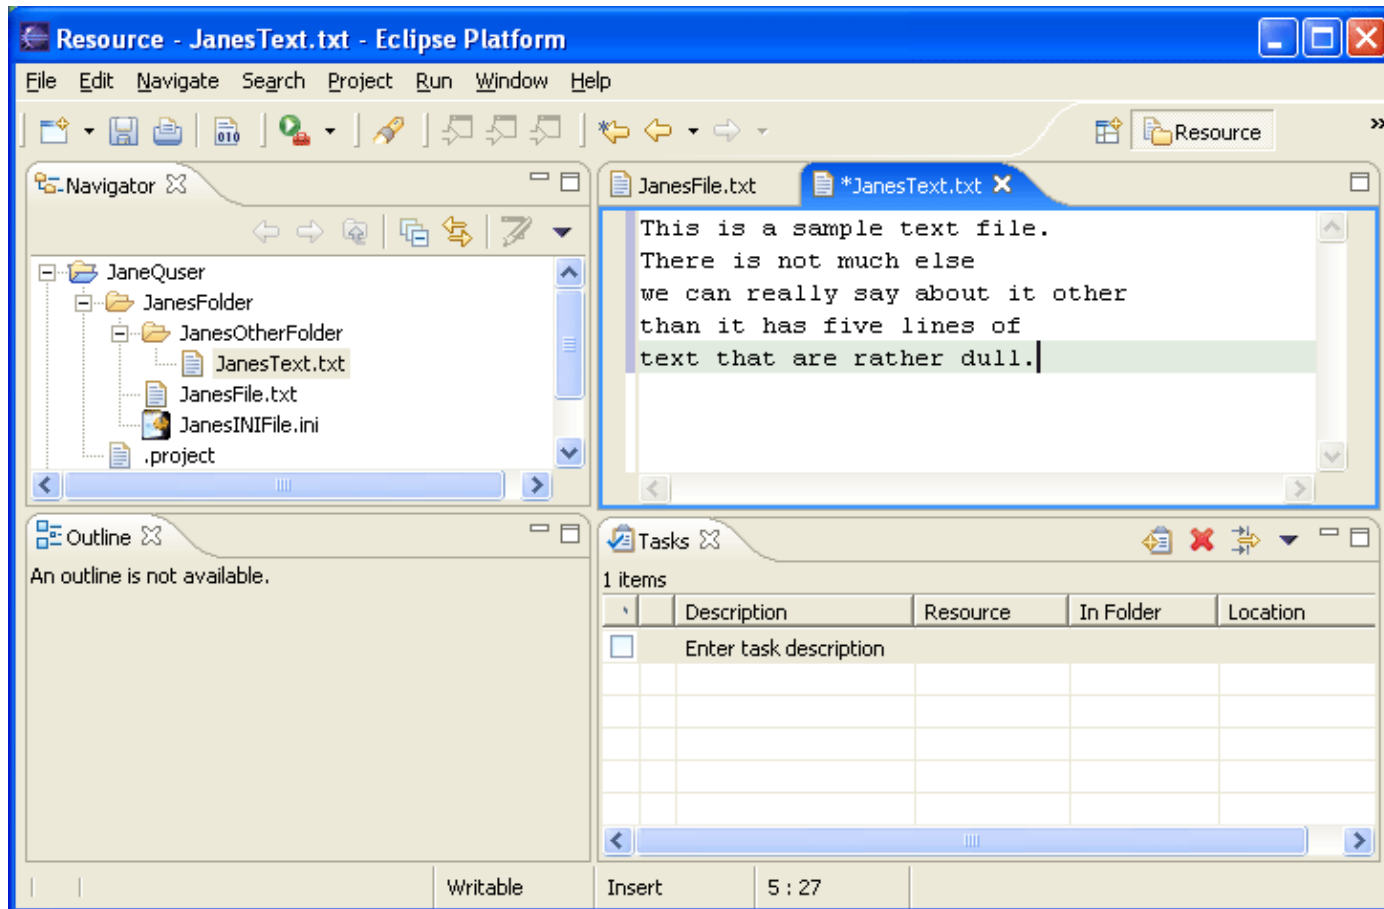 Resource - JanesText.txt - Eclipse Platform
File Edit Navigate Search Project Run Window Help
010
Resource
»
Navigator
JaneQuser
JanesFolder
JanesOtherFolder
JanesText.txt
JanesFile.txt
JanesINIFile.ini
.project
JanesFile.txt *JanesText.txt
This is a sample text file.
There is not much else
we can really say about it other
than it has five lines of
text that are rather dull.
Outline
An outline is not available.
Tasks
1 items
Description Resource In Folder Location
Enter task description
Writable Insert 5 : 27